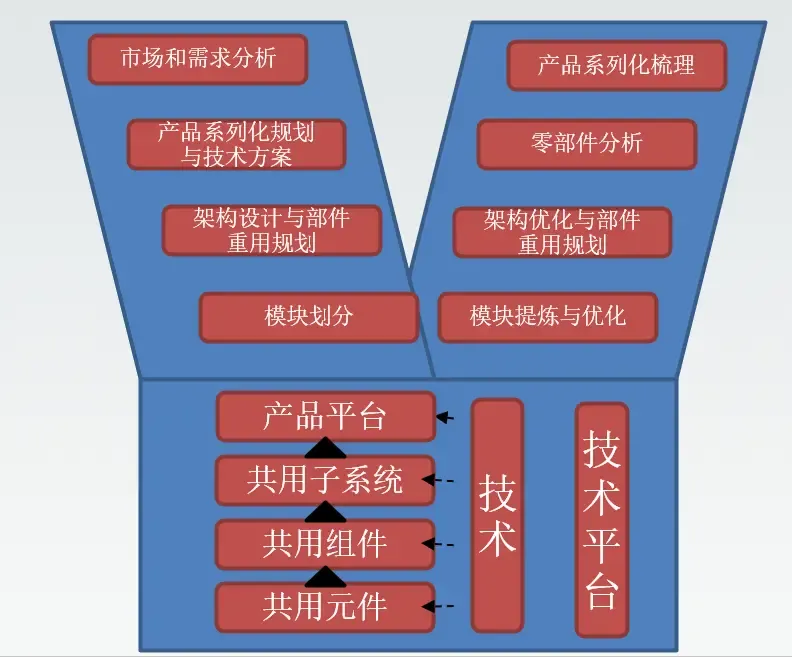 市场和需求分析
产品系列化规划
与技术方案
架构设计与部件
重用规划
模块划分
产品系列化梳理
零部件分析
架构优化与部件
重用规划
模块提炼与优化
产品平台
共用子系统
共用组件
共用元件
技术
技术平台